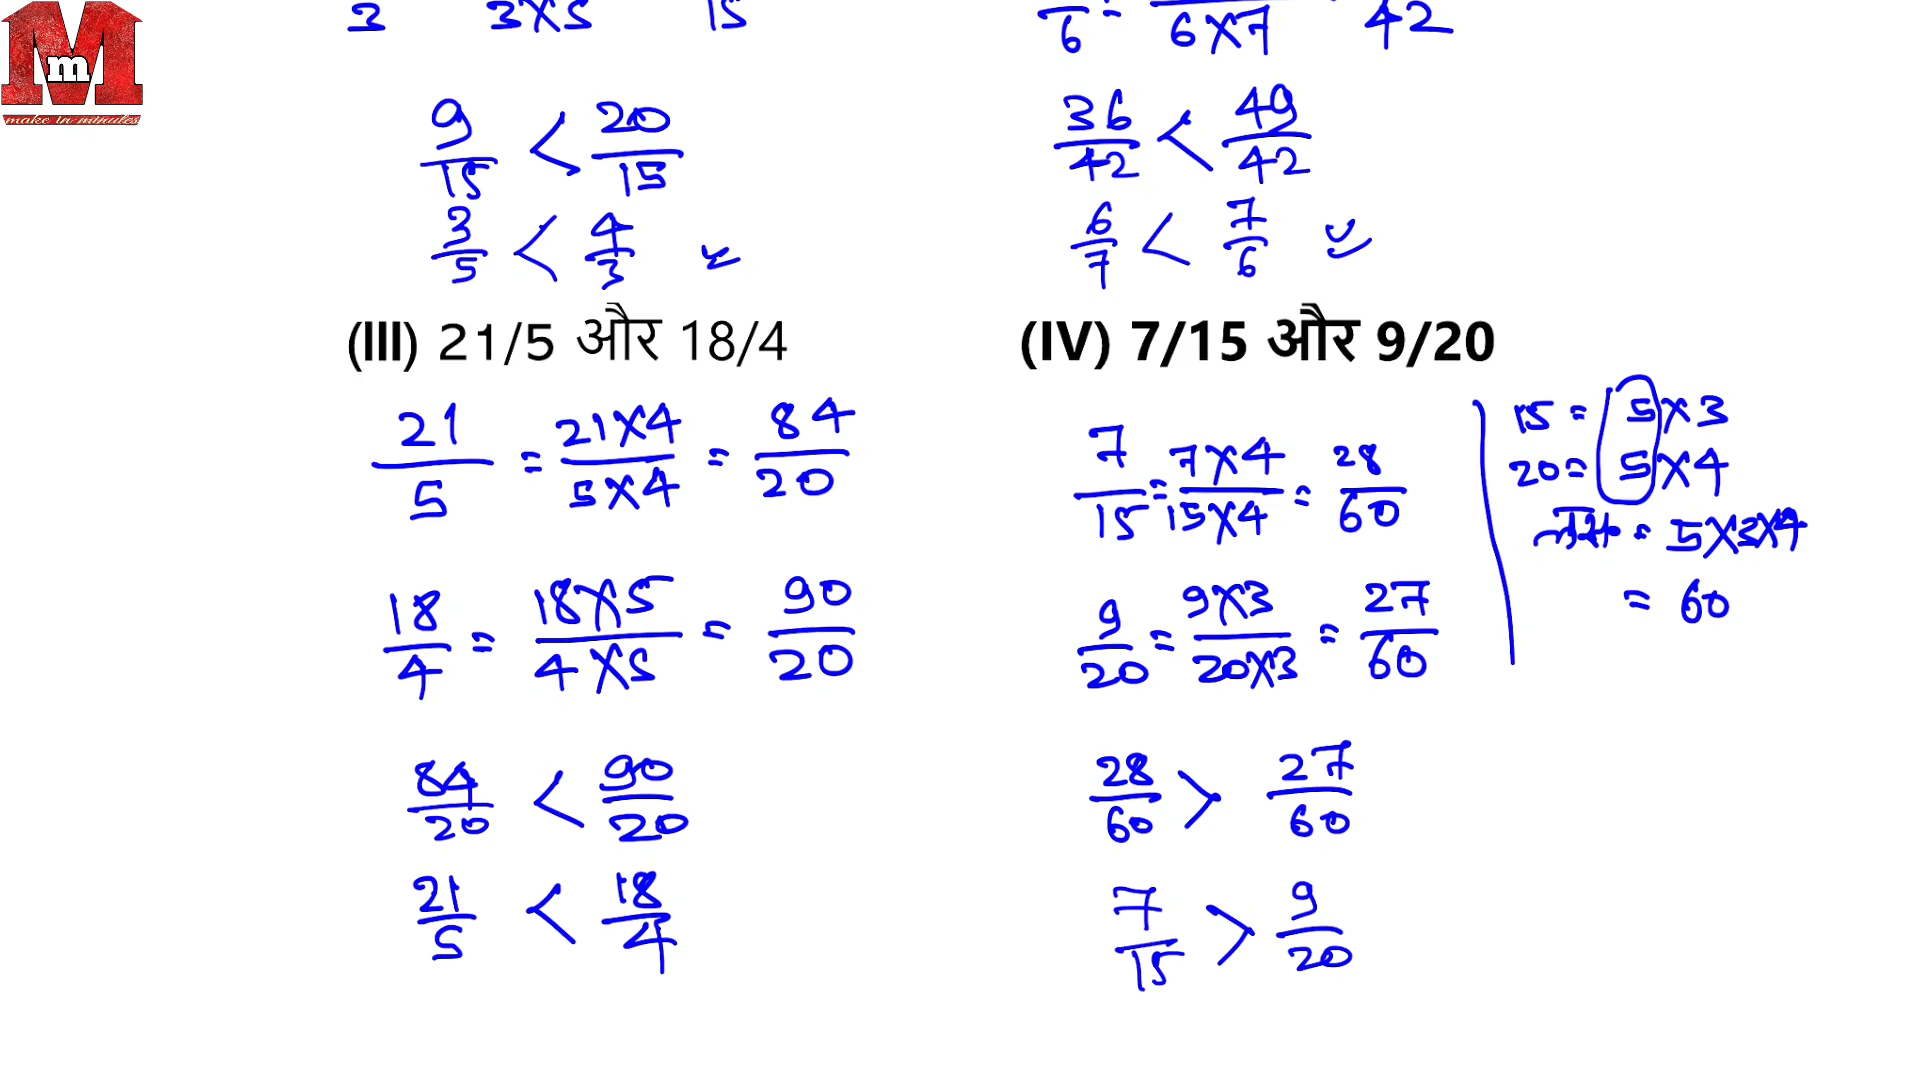 M
m
make in minutes
3 3×5 15
6 = 6×7 42
9/15 < 20/15
3/5 < 4/3
36/42 < 49/42
6/7 < 7/6
(III) 21/5 और 18/4
21/5 = 21×4/5×4 = 84/20
18/4 = 18×5/4×5 = 90/20
84/20 < 90/20
21/5 < 18/4
(IV) 7/15 और 9/20
7/15 = 7×4/15×4 = 28/60
9/20 = 9×3/20×3 = 27/60
28/60 > 27/60
7/15 > 9/20
15 = 5×3
20 = 5×4
= 5×3×4
= 60